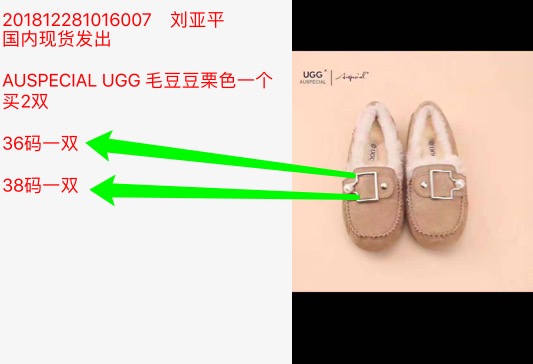 201812281016007 刘亚平
国内现货发出
AUSPECIAL UGG 毛豆豆栗色一个
买2双
36码一双
38码一双
UGG
AUSPECIAL
Auspecial